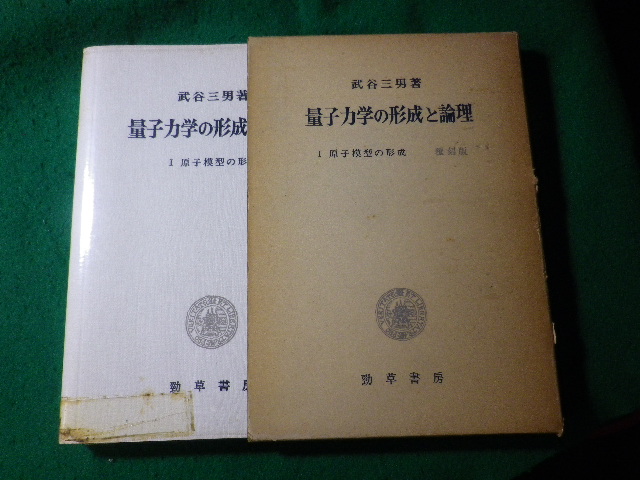 武谷三男著
量子力学の形成
I 原子模型の形
勁草書房
武谷三男著
量子力学の形成と論理
I 原子模型の形成
勁草書房